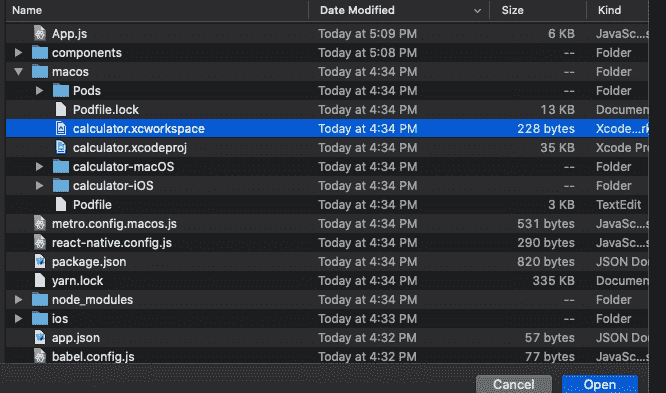 Name Date Modified Size Kind
App.js Today at 5:09 PM 6 KB JavaSc...s
components Today at 5:08 PM -- Folder
macos Today at 4:34 PM -- Folder
Pods Today at 4:34 PM -- Folder
Podfile.lock Today at 4:34 PM 13 KB Documen
calculator.xcworkspace Today at 4:34 PM 228 bytes Xcode...rk
calculator.xcodeproj Today at 4:34 PM 35 KB Xcode Pro
calculator-macOS Today at 4:34 PM -- Folder
calculator-iOS Today at 4:34 PM -- Folder
Podfile Today at 4:34 PM 3 KB TextEdit
metro.config.macos.js Today at 4:34 PM 531 bytes JavaSc...s
react-native.config.js Today at 4:34 PM 290 bytes JavaSc...s
package.json Today at 4:34 PM 820 bytes JSON Do
yarn.lock Today at 4:34 PM 335 KB Documen
node_modules Today at 4:34 PM -- Folder
ios Today at 4:33 PM -- Folder
app.json Today at 4:32 PM 57 bytes JSON Do
babel.config.js Today at 4:32 PM 77 bytes JavaSc...s
Cancel Open